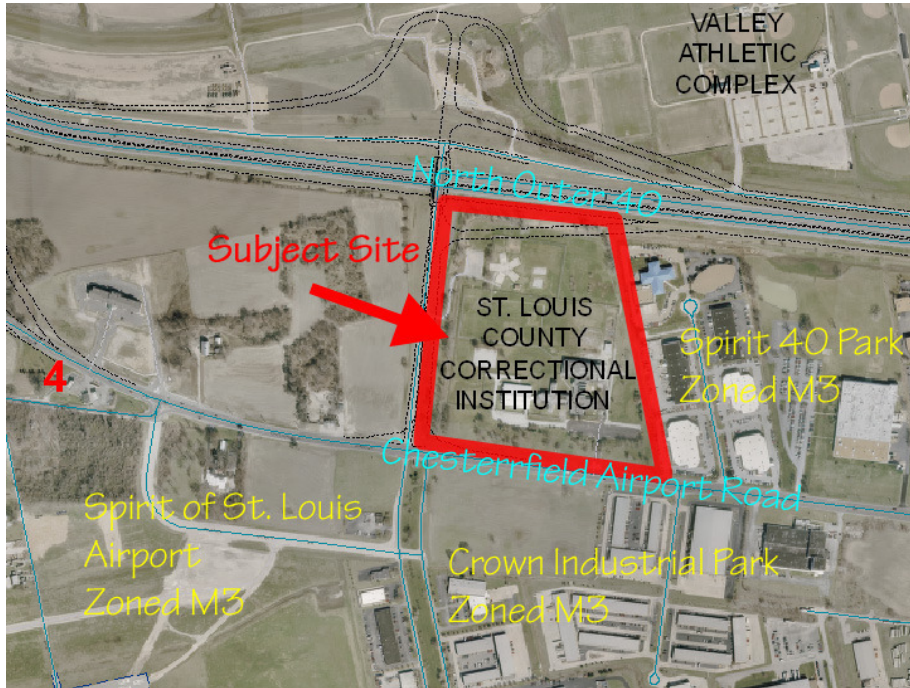 VALLEY
ATHLETIC
COMPLEX
North Outer 40
Subject Site
ST. LOUIS
COUNTY
CORRECTIONAL
INSTITUTION
Spirit 40 Park
Zoned M3
4
Chesterrfield Airport Road
Spirit of St. Louis
Airport
Zoned M3
Crown Industrial Park
Zoned M3